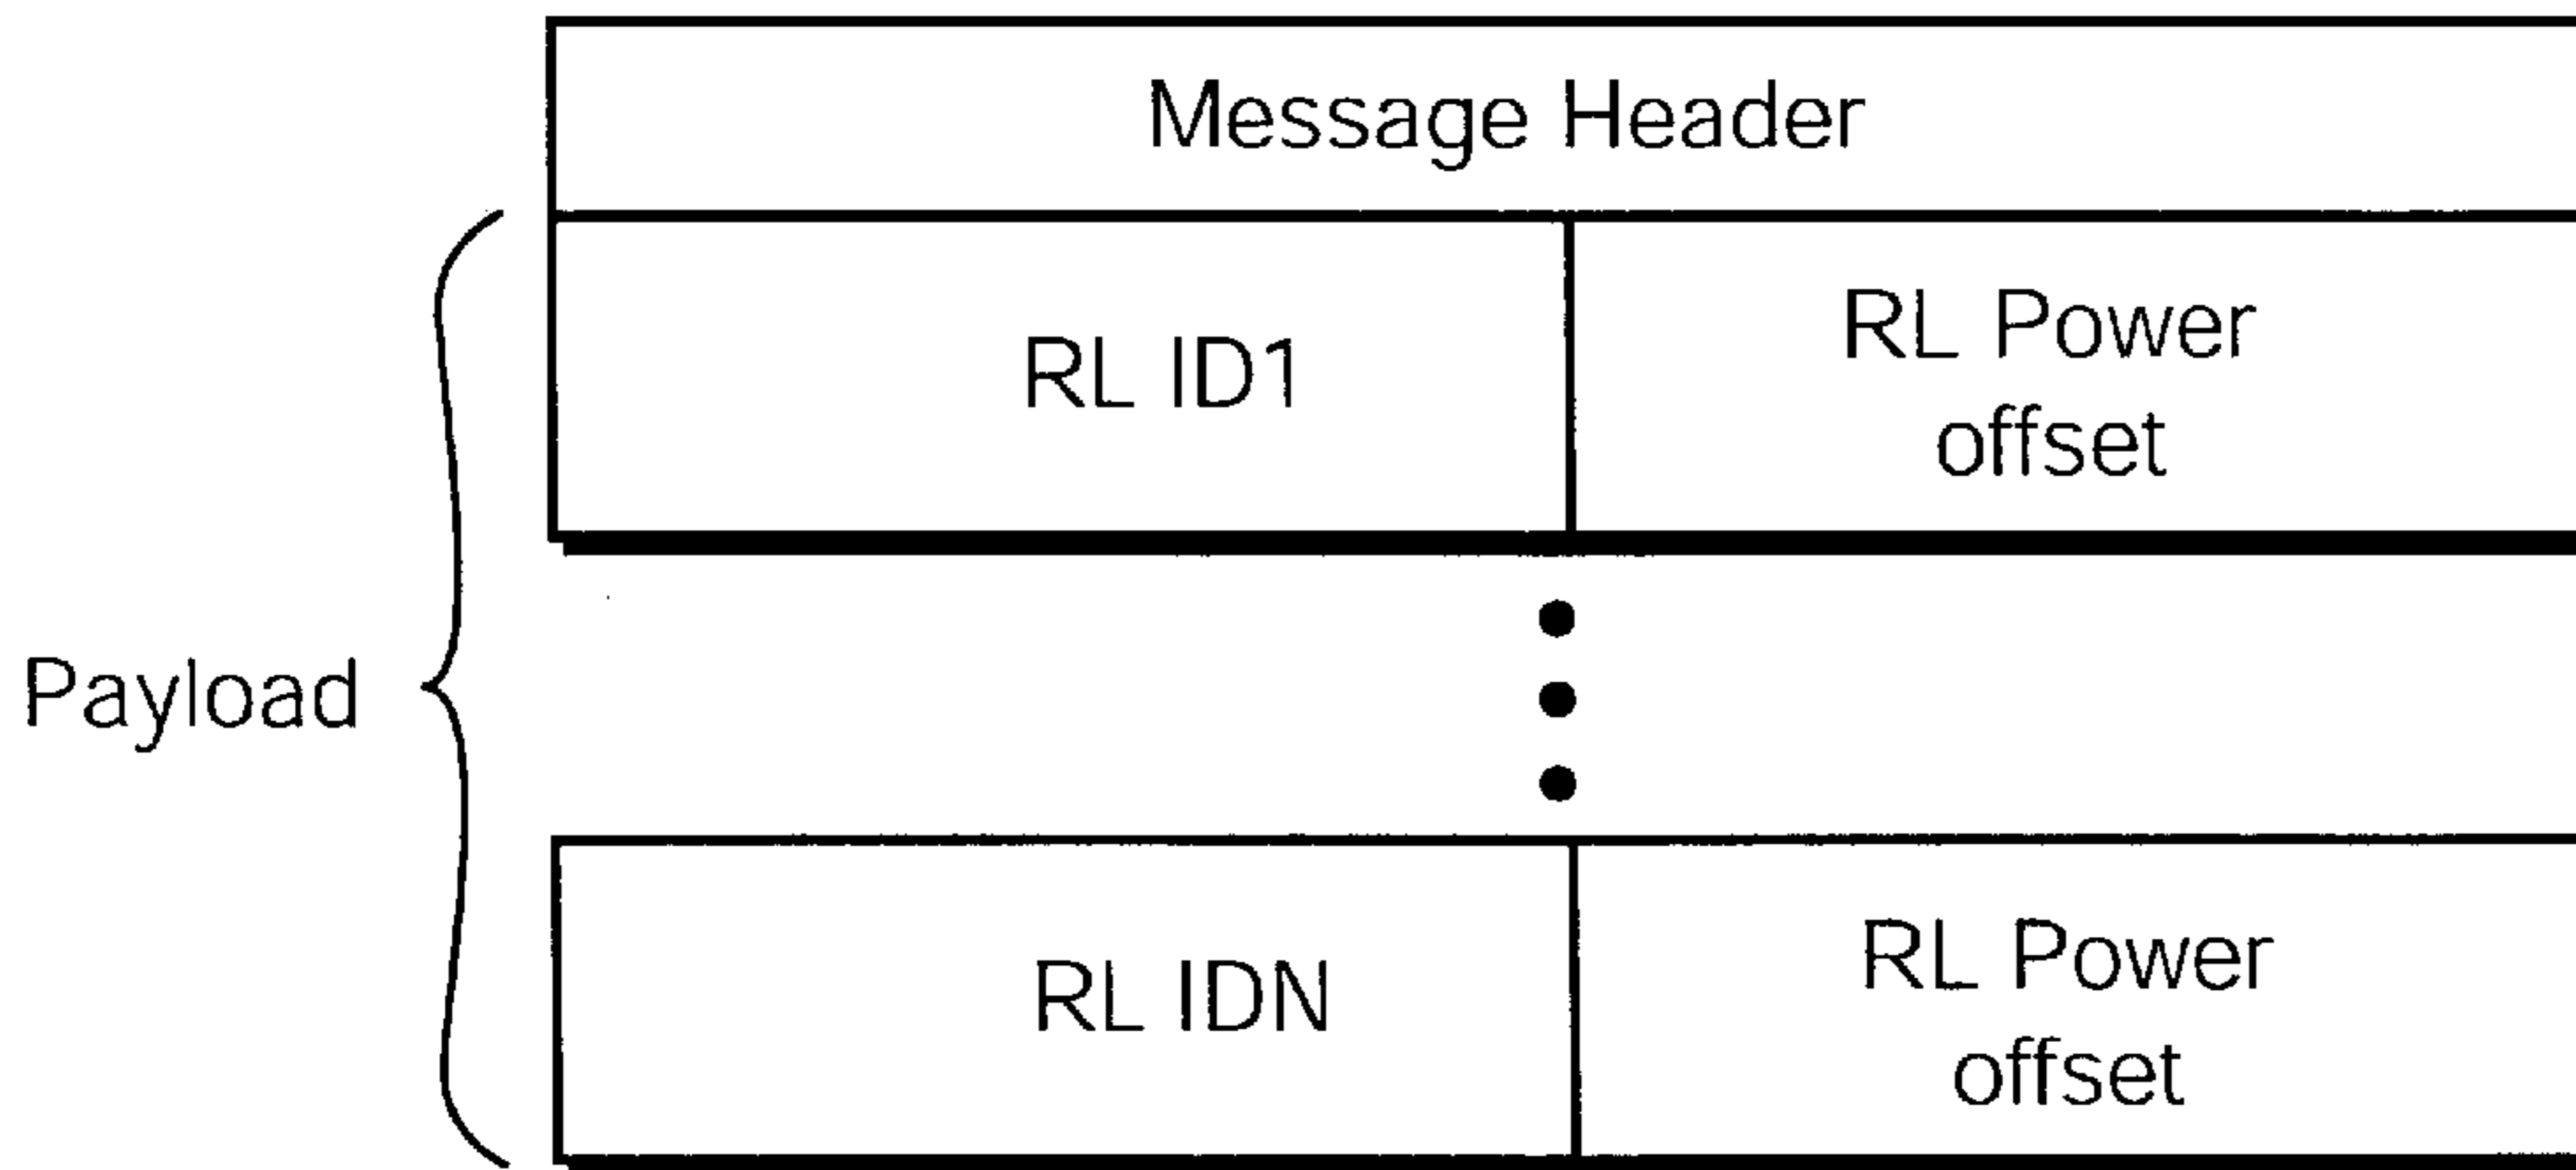 Message Header
RL ID1
RL Power
offset
Payload
RL IDN
RL Power
offset